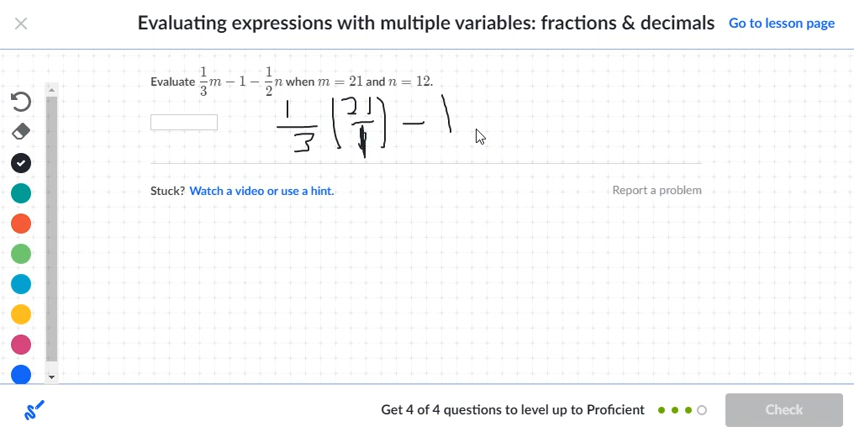 Evaluating expressions with multiple variables: fractions & decimals
Go to lesson page
Evaluate 1/3 m − 1 − 1/2 n when m = 21 and n = 12.
1/3 (21/1) − 1
Stuck? Watch a video or use a hint.
Report a problem
Get 4 of 4 questions to level up to Proficient
Check